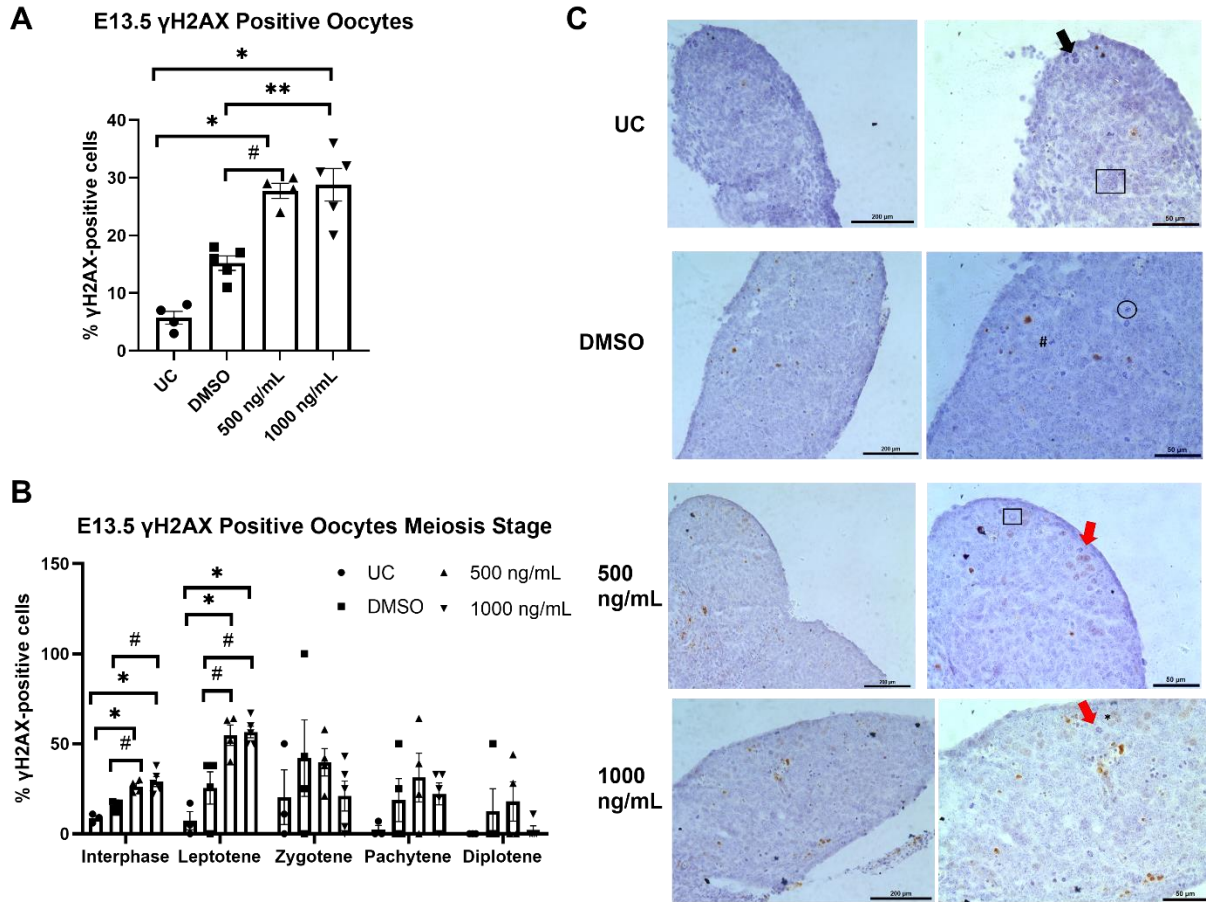 A
E13.5 γH2AX Positive Oocytes
*
**
*
#
% γH2AX-positive cells
40
30
20
10
0
UC
DMSO
500 ng/mL
1000 ng/mL
B
E13.5 γH2AX Positive Oocytes Meiosis Stage
% γH2AX-positive cells
150
100
50
0
UC
DMSO
500 ng/mL
1000 ng/mL
#
*
*
#
*
*
#
#
Interphase
Leptotene
Zygotene
Pachytene
Diplotene
C
UC
200 µm
50 µm
DMSO
#
200 µm
50 µm
500
ng/mL
200 µm
50 µm
1000
ng/mL
*
200 µm
50 µm